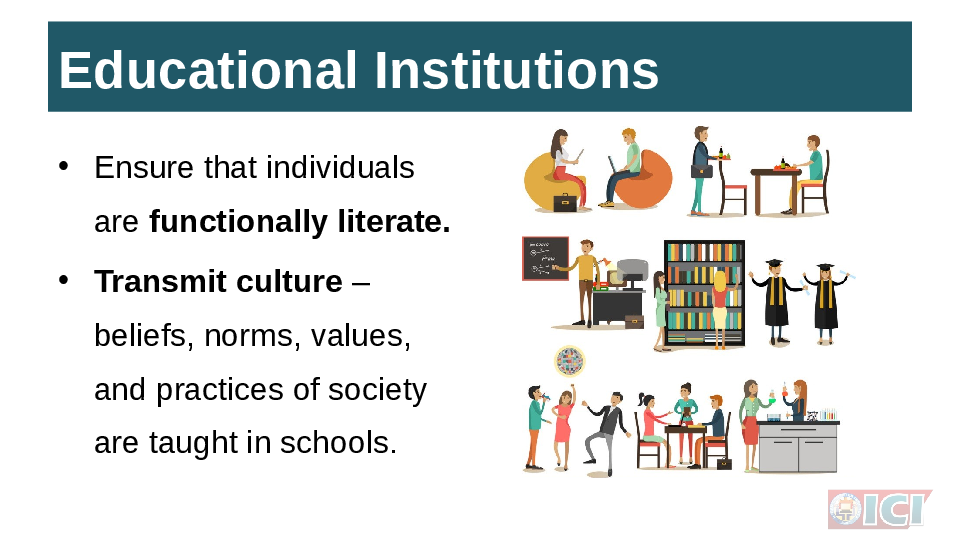 Educational Institutions
• Ensure that individuals
are functionally literate.
• Transmit culture –
beliefs, norms, values,
and practices of society
are taught in schools.
ICI